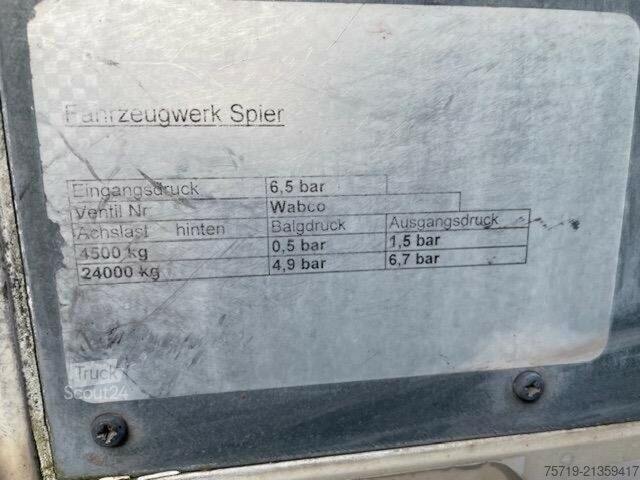 Fahrzeugwerk Spier
Eingangsdruck 6,5 bar
Ventil Nr Wabco
Achslast hinten Balgdruck Ausgangsdruck
4500 kg 0,5 bar 1,5 bar
24000 kg 4,9 bar 6,7 bar
Truck
Scout24
75719-21359417